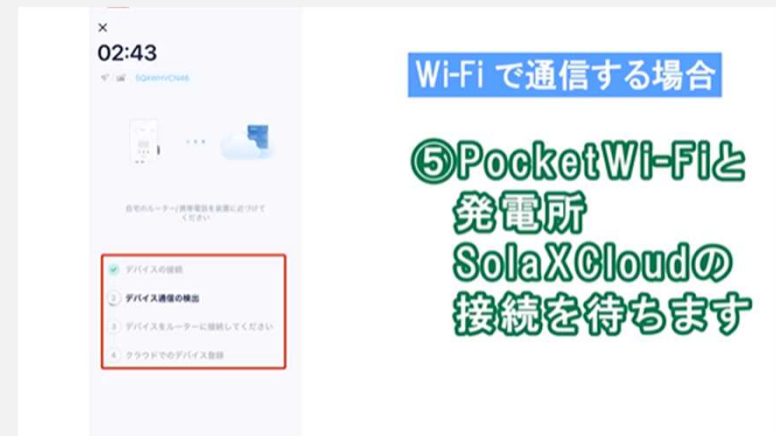 ×
02:43
自宅のルーター/携帯電話を装置に近づけて
ください
デバイスの接続
2 デバイス通信の検出
3 デバイスをルーターに接続してください
4 クラウドでのデバイス登録
Wi-Fi で通信する場合
⑤PocketWi-Fiと
発電所
SolaXCloudの
接続を待ちます